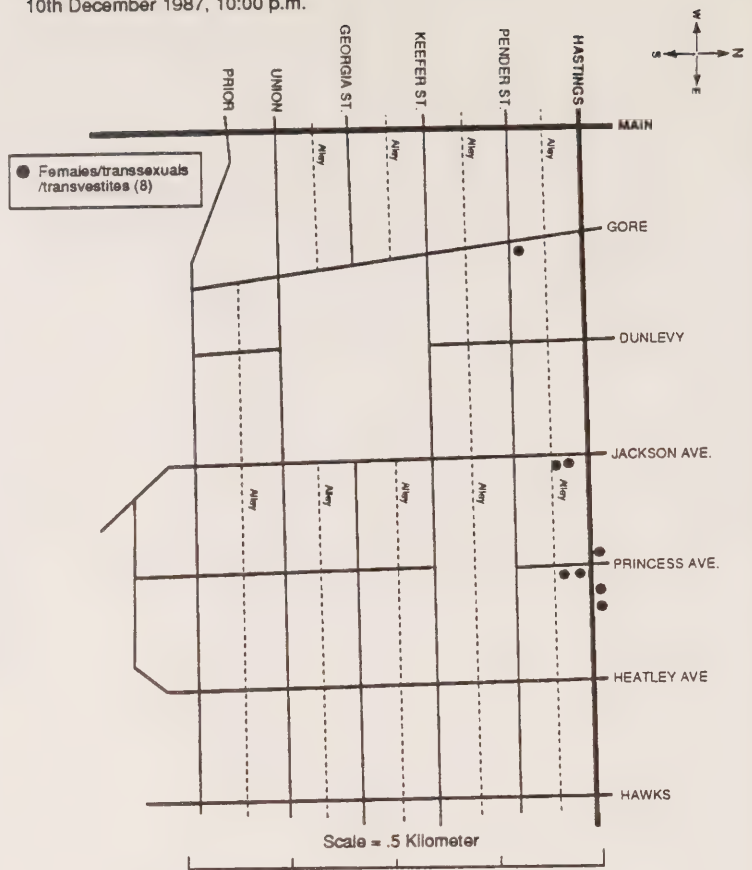 10th December 1987, 10:00 p.m.
W
S
N
E
PRIOR
UNION
GEORGIA ST.
KEEFER ST.
PENDER ST.
HASTINGS
MAIN
Females/transsexuals
/transvestites (8)
Alley
Alley
Alley
Alley
GORE
DUNLEVY
JACKSON AVE.
Alley
Alley
Alley
Alley
Alley
PRINCESS AVE.
HEATLEY AVE
HAWKS
Scale = .5 Kilometer